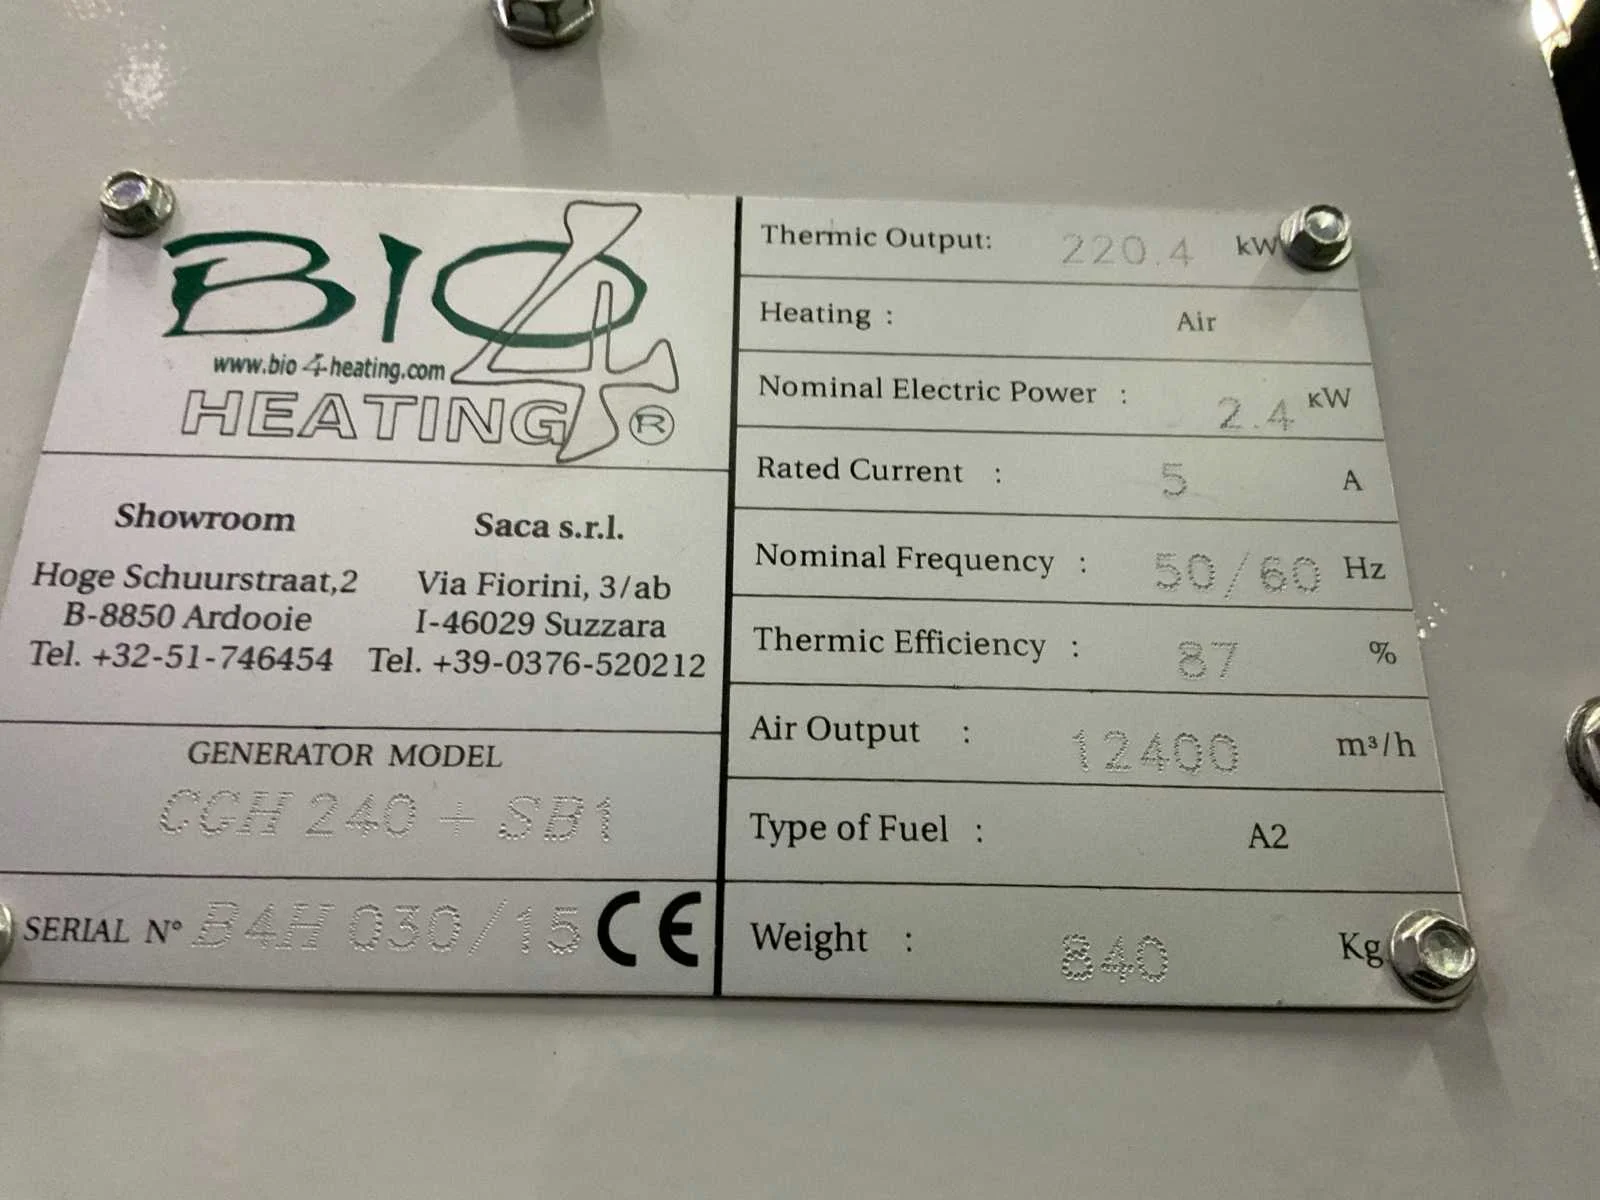 BIO 4
www.bio 4-heating.com
HEATING ®
Showroom
Hoge Schuurstraat,2
B-8850 Ardooie
Tel. +32-51-746454
Saca s.r.l.
Via Fiorini, 3/ab
I-46029 Suzzara
Tel. +39-0376-520212
GENERATOR MODEL
CGH 240 + SB1
SERIAL N° B4H 030/15 CE
Thermic Output: 220.4 kW
Heating : Air
Nominal Electric Power : 2.4 KW
Rated Current : 5 A
Nominal Frequency : 50/60 Hz
Thermic Efficiency : 87 %
Air Output : 12400 m³/h
Type of Fuel : A2
Weight : 840 Kg